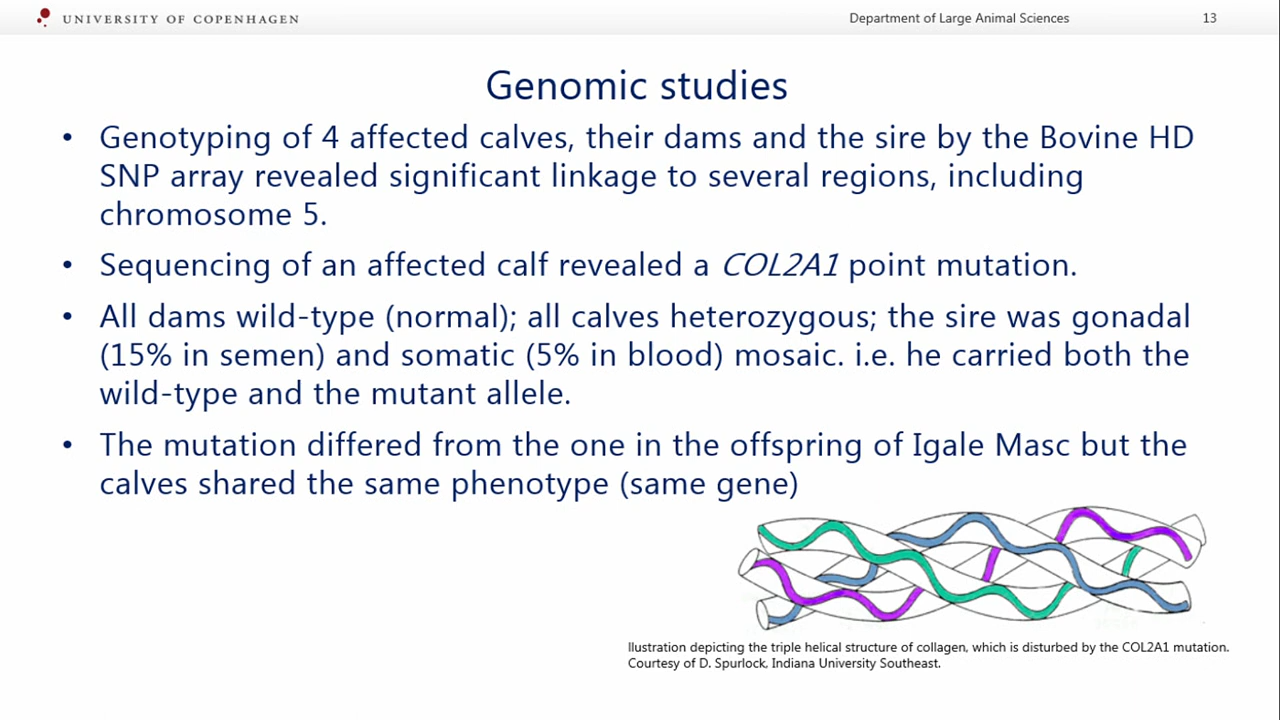 UNIVERSITY OF COPENHAGEN
Department of Large Animal Sciences
13
Genomic studies
• Genotyping of 4 affected calves, their dams and the sire by the Bovine HD
SNP array revealed significant linkage to several regions, including
chromosome 5.
• Sequencing of an affected calf revealed a COL2A1 point mutation.
• All dams wild-type (normal); all calves heterozygous; the sire was gonadal
(15% in semen) and somatic (5% in blood) mosaic. i.e. he carried both the
wild-type and the mutant allele.
• The mutation differed from the one in the offspring of Igale Masc but the
calves shared the same phenotype (same gene)
llustration depicting the triple helical structure of collagen, which is disturbed by the COL2A1 mutation.
Courtesy of D. Spurlock, Indiana University Southeast.